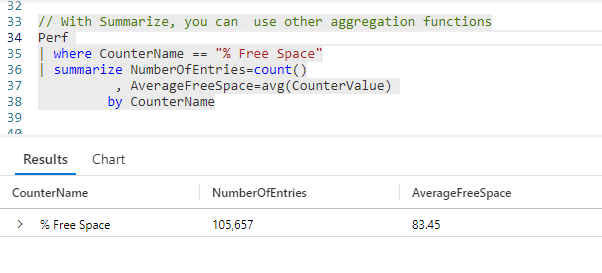 32
33 // With Summarize, you can  use other aggregation functions
34 Perf
35 | where CounterName == "% Free Space"
36 | summarize NumberOfEntries=count()
37         , AverageFreeSpace=avg(CounterValue)
38        by CounterName
39
40
Results Chart
CounterName NumberOfEntries AverageFreeSpace
> % Free Space 105,657 83.45